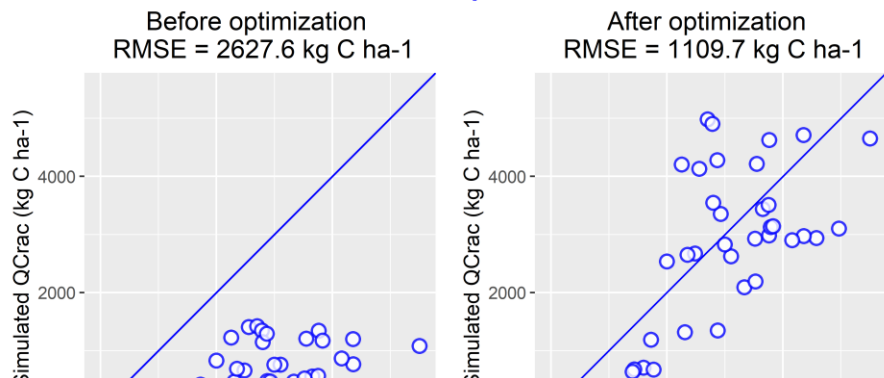 Before optimization
RMSE = 2627.6 kg C ha-1
Simulated QCrac (kg C ha-1)
4000
2000
After optimization
RMSE = 1109.7 kg C ha-1
Simulated QCrac (kg C ha-1)
4000
2000